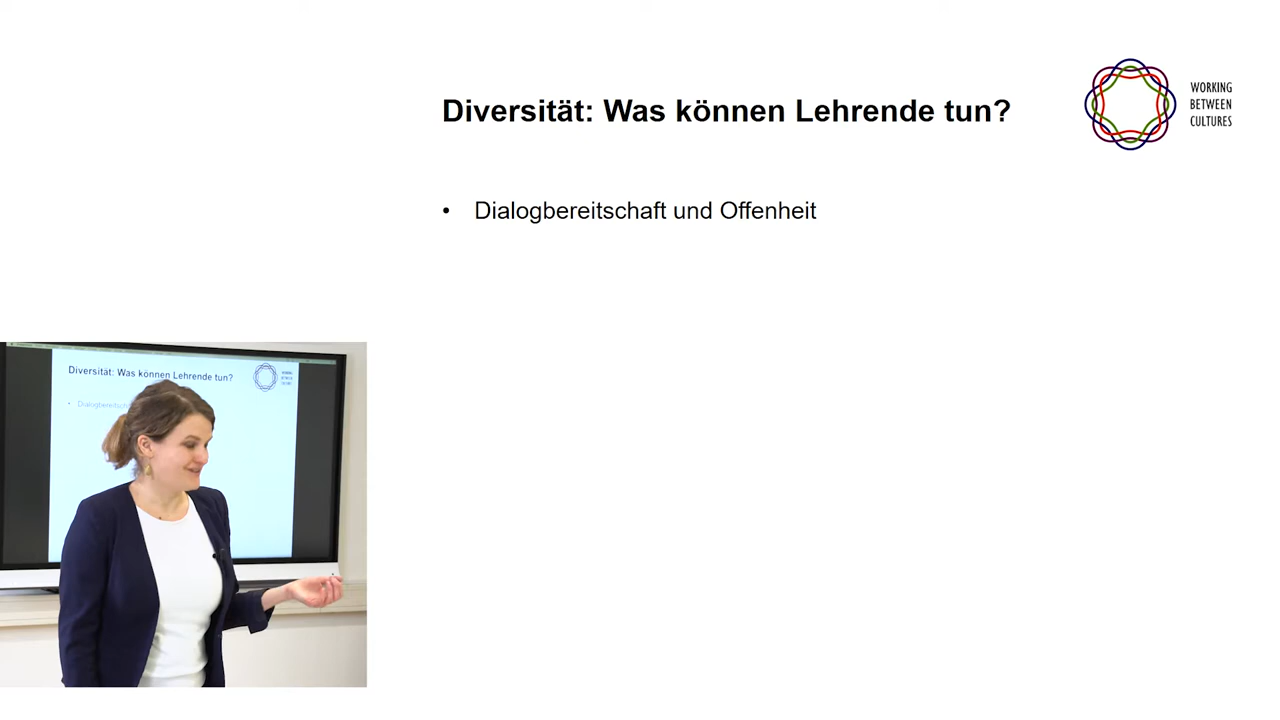 Diversität: Was können Lehrende tun?
WORKING
BETWEEN
CULTURES
• Dialogbereitschaft und Offenheit
Diversität: Was können Lehrende tun?